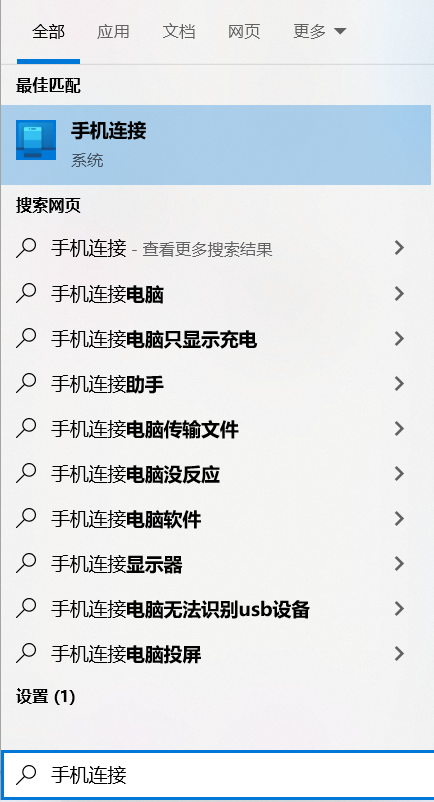 全部 应用 文档 网页 更多
最佳匹配
手机连接
系统
搜索网页
手机连接 - 查看更多搜索结果
手机连接电脑
手机连接电脑只显示充电
手机连接助手
手机连接电脑传输文件
手机连接电脑没反应
手机连接电脑软件
手机连接显示器
手机连接电脑无法识别usb设备
手机连接电脑投屏
设置 (1)
手机连接